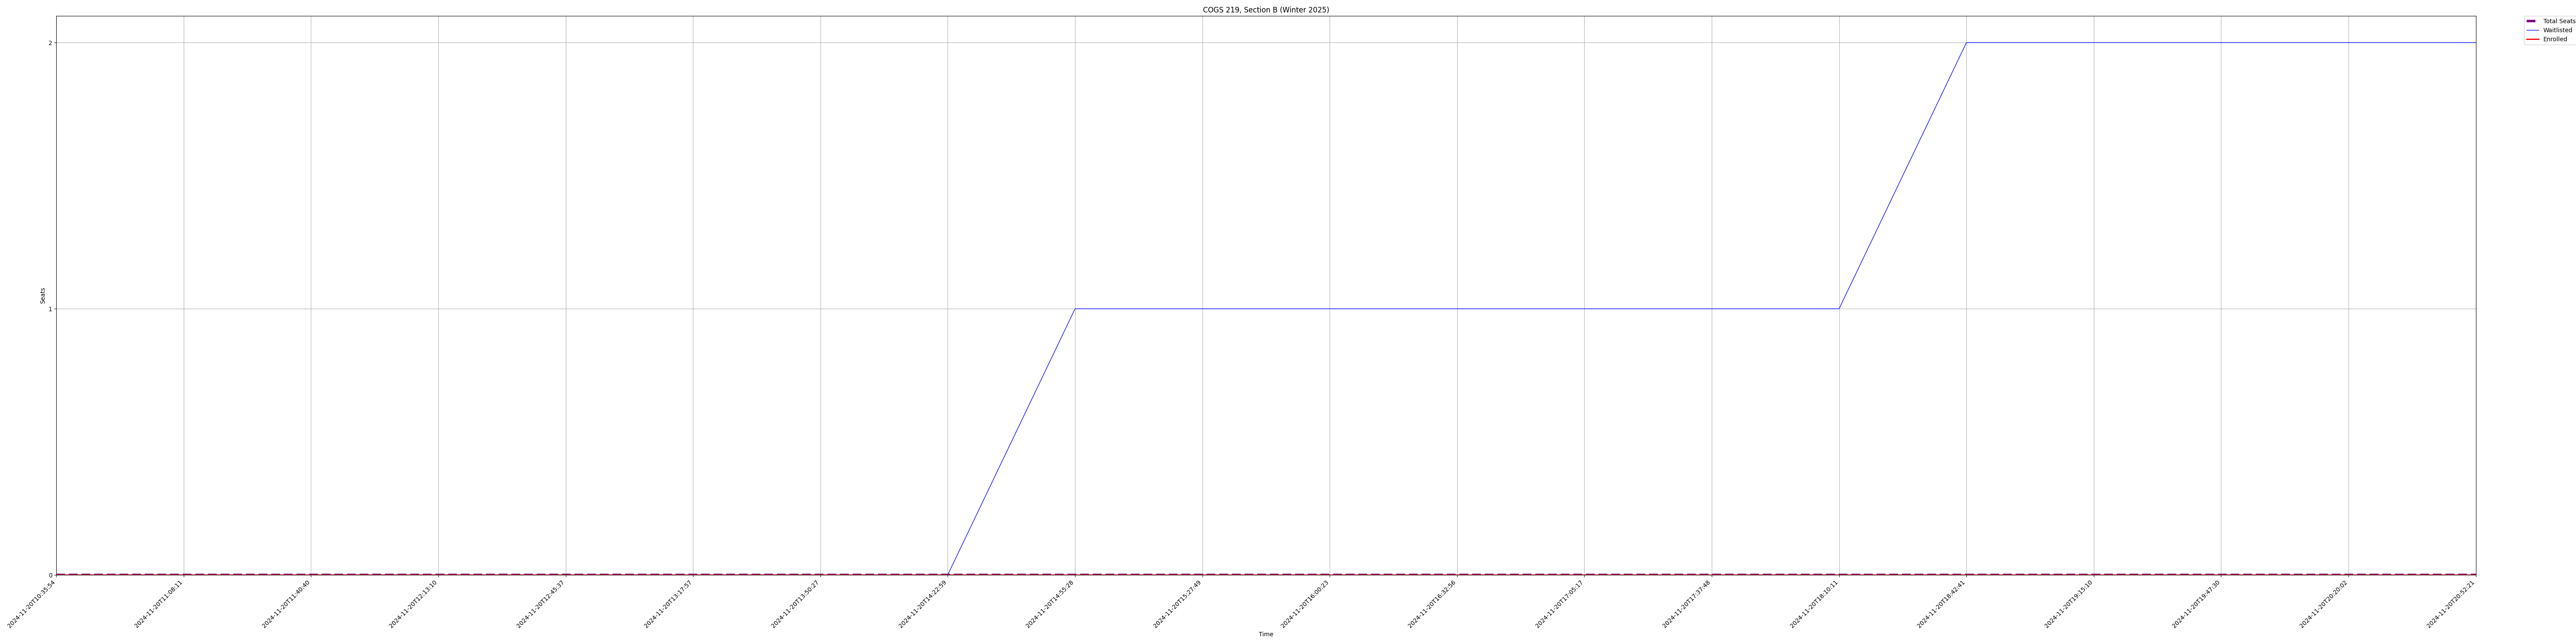 COGS 219, Section B (Winter 2025)
Total Seats
Waitlisted
Enrolled
2
1
0
Seats
2024-11-20T10:35:54
2024-11-20T11:08:11
2024-11-20T11:40:40
2024-11-20T12:13:10
2024-11-20T12:45:37
2024-11-20T13:17:57
2024-11-20T13:50:27
2024-11-20T14:22:59
2024-11-20T14:55:28
2024-11-20T15:27:49
2024-11-20T16:00:23
2024-11-20T16:32:56
2024-11-20T17:05:17
2024-11-20T17:37:48
2024-11-20T18:10:11
2024-11-20T18:42:41
2024-11-20T19:15:10
2024-11-20T19:47:30
2024-11-20T20:20:02
2024-11-20T20:52:21
Time